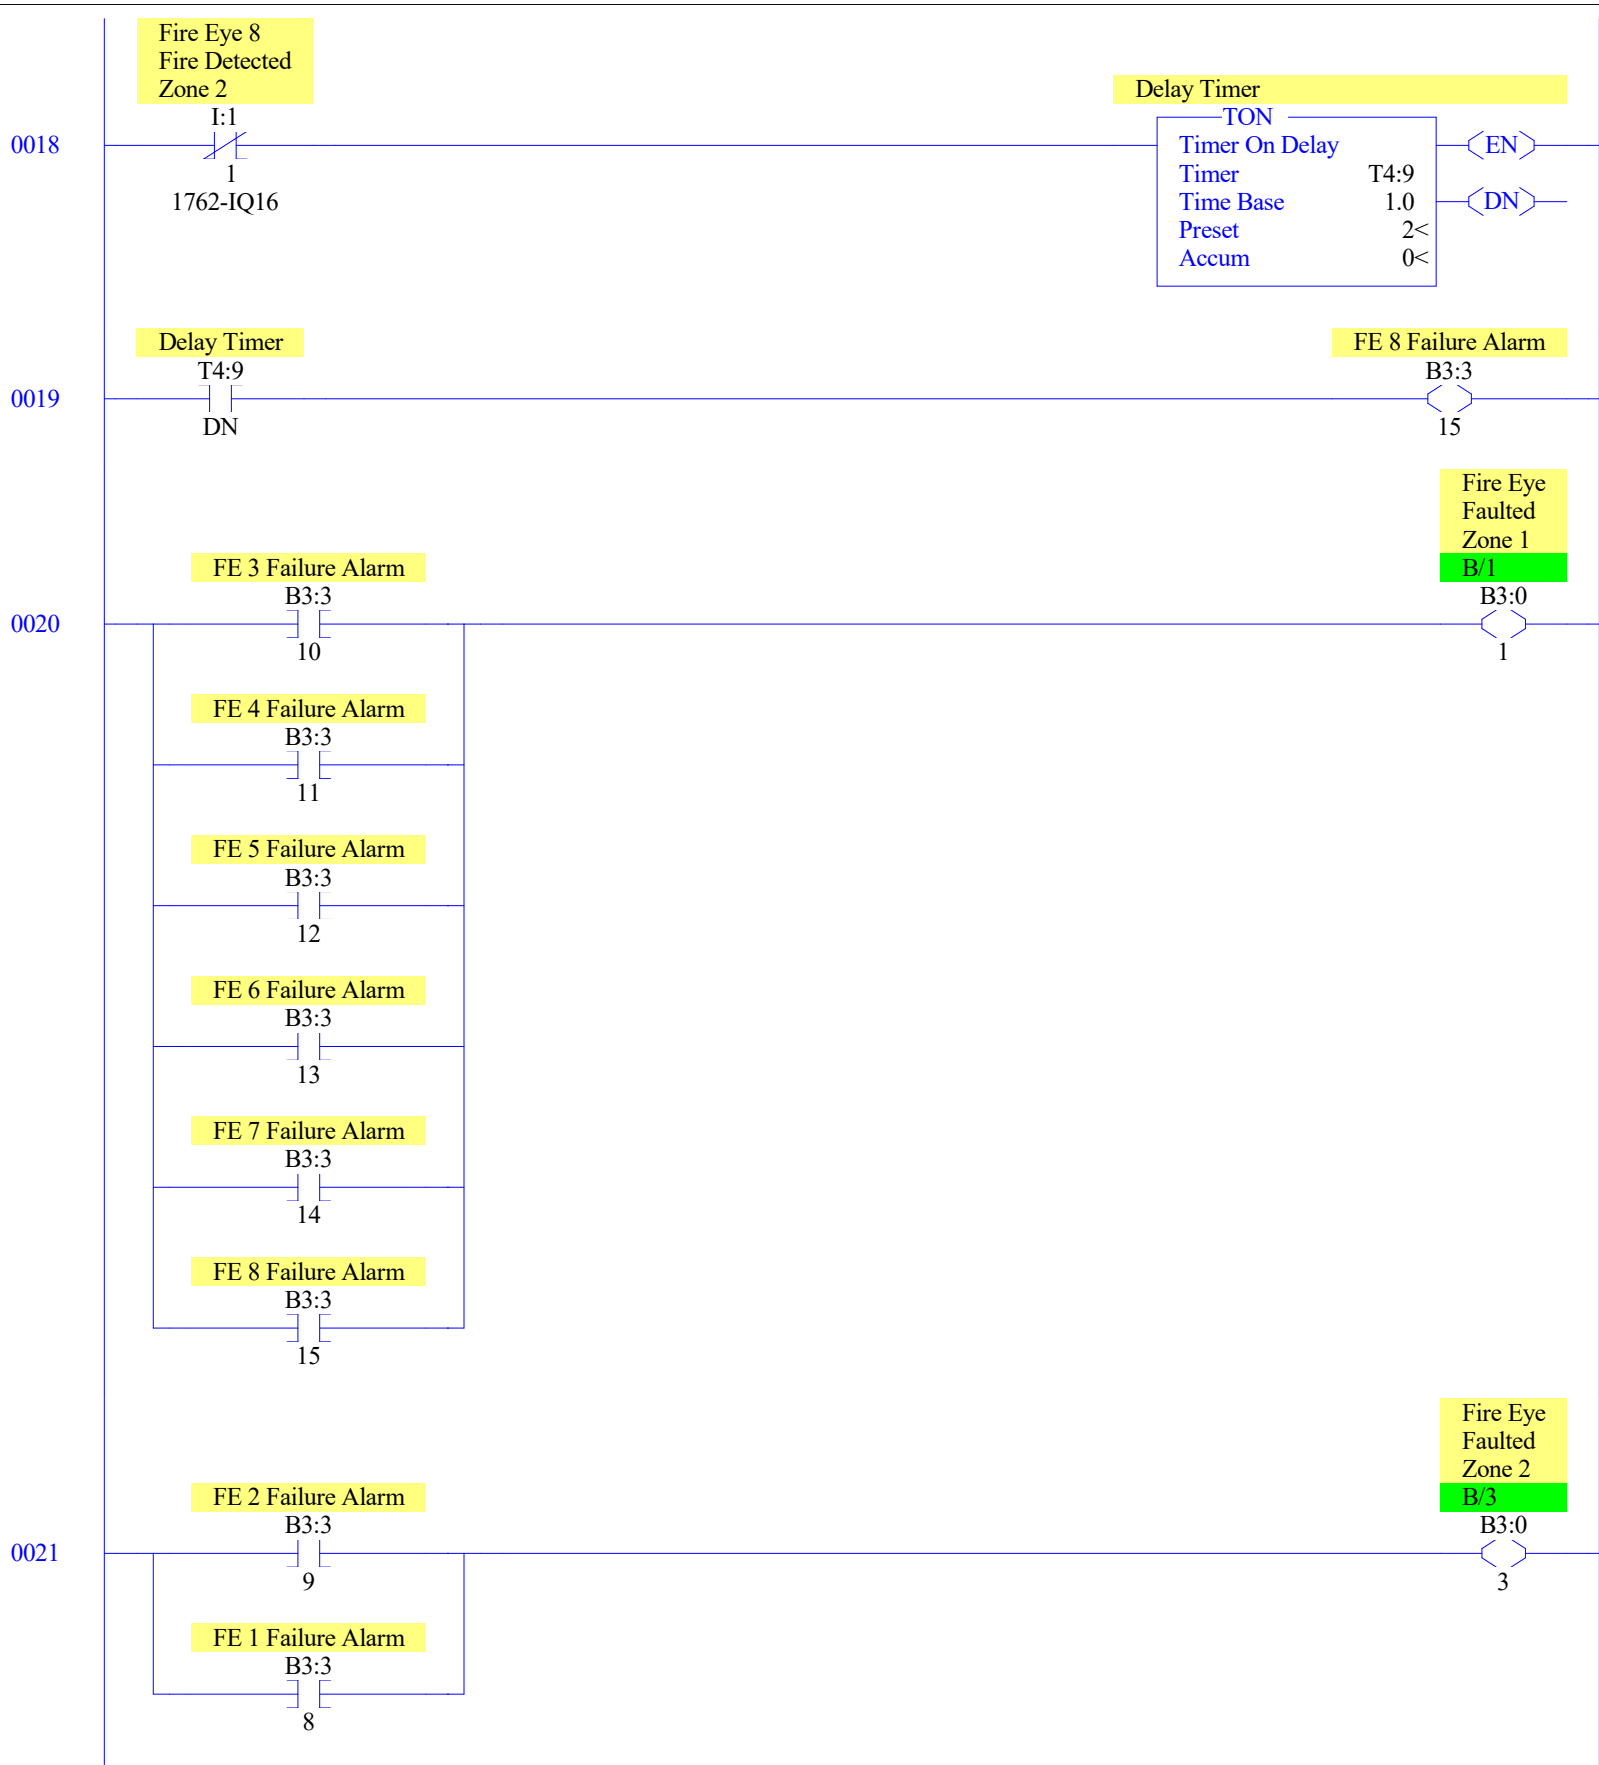 Fire Eye 8
Fire Detected
Zone 2
I:1
0018
1
1762-IQ16
Delay Timer
TON
Timer On Delay
Timer T4:9
Time Base 1.0
Preset 2<
Accum 0<
EN
DN
Delay Timer
T4:9
0019
DN
FE 8 Failure Alarm
B3:3
15
FE 3 Failure Alarm
B3:3
0020
10
Fire Eye
Faulted
Zone 1
B/1
B3:0
1
FE 4 Failure Alarm
B3:3
11
FE 5 Failure Alarm
B3:3
12
FE 6 Failure Alarm
B3:3
13
FE 7 Failure Alarm
B3:3
14
FE 8 Failure Alarm
B3:3
15
FE 2 Failure Alarm
B3:3
0021
9
Fire Eye
Faulted
Zone 2
B/3
B3:0
3
FE 1 Failure Alarm
B3:3
8